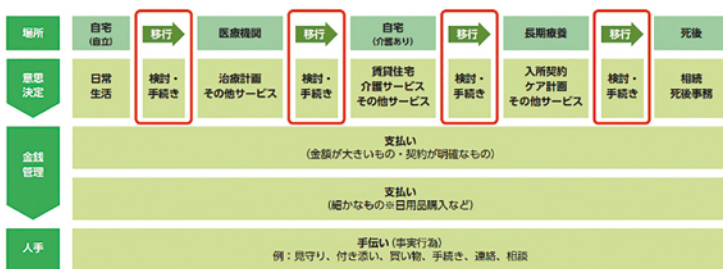 場所
自宅
(自立)
移行
医療機関
移行
自宅
(介護あり)
移行
長期療養
移行
死後
意思
決定
日常
生活
検討・
手続き
治療計画
その他サービス
検討・
手続き
賃貸住宅
介護サービス
その他サービス
検討・
手続き
入所契約
ケア計画
その他サービス
検討・
手続き
相続
死後事務
金銭
管理
支払い
(金額が大きいもの・契約が明確なもの)
支払い
(細かなもの※日用品購入など)
人手
手伝い(事実行為)
例：見守り、付き添い、買い物、手続き、連絡、相談